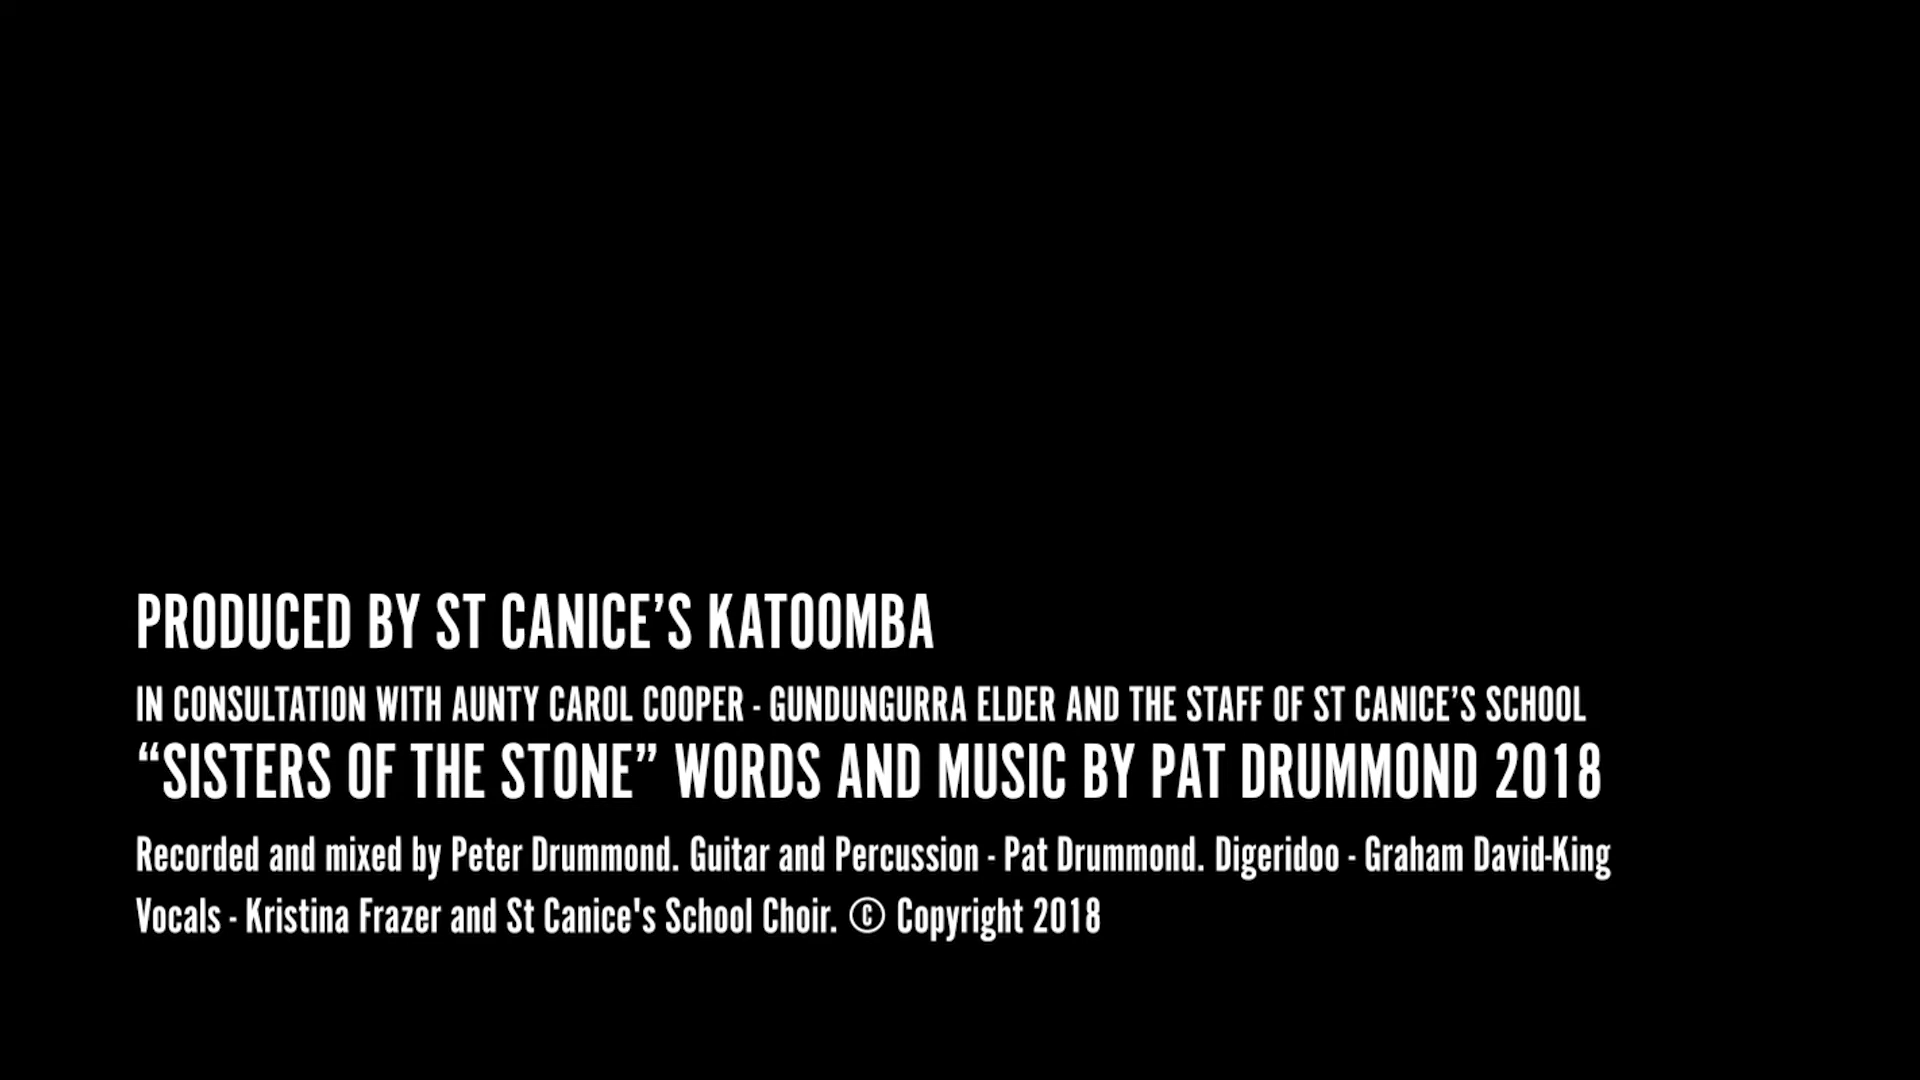 PRODUCED BY ST CANICE’S KATOOMBA
IN CONSULTATION WITH AUNTY CAROL COOPER - GUNDUNGURRA ELDER AND THE STAFF OF ST CANICE’S SCHOOL
“SISTERS OF THE STONE” WORDS AND MUSIC BY PAT DRUMMOND 2018
Recorded and mixed by Peter Drummond. Guitar and Percussion - Pat Drummond. Digeridoo - Graham David-King
Vocals - Kristina Frazer and St Canice's School Choir. © Copyright 2018